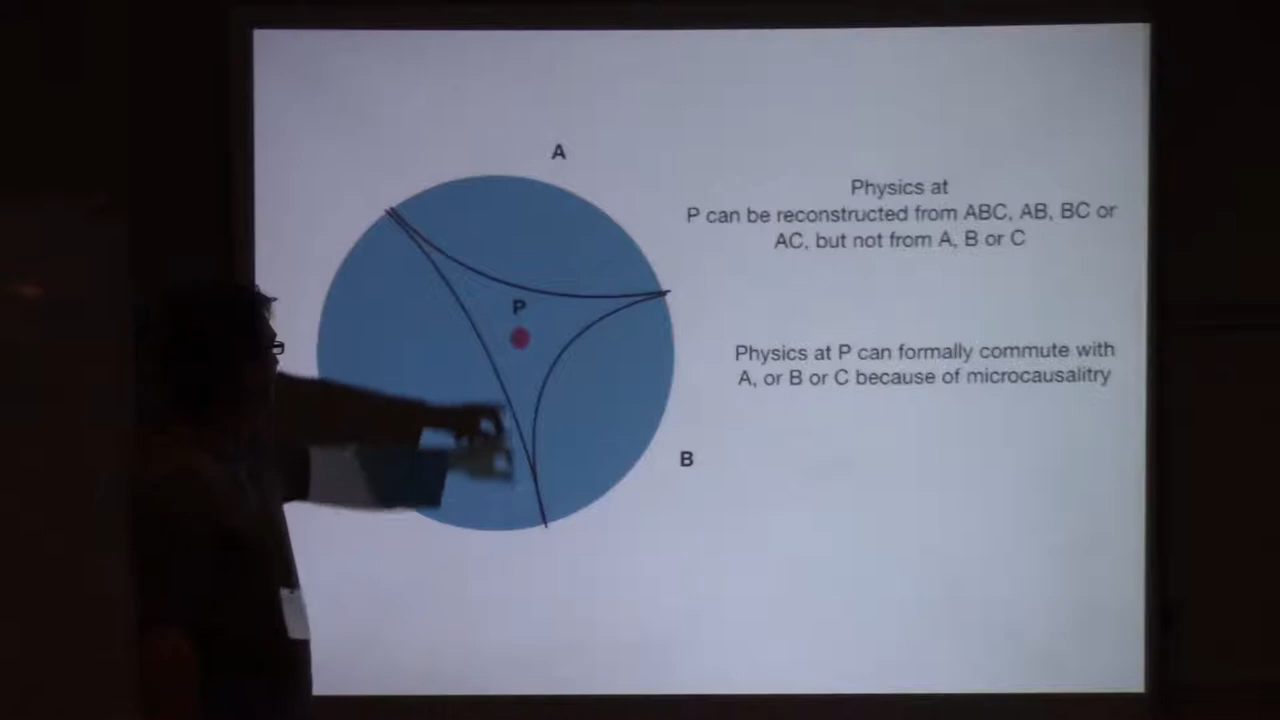 A
Physics at
P can be reconstructed from ABC, AB, BC or
AC, but not from A, B or C
P
Physics at P can formally commute with
A, or B or C because of microcausalitry
B